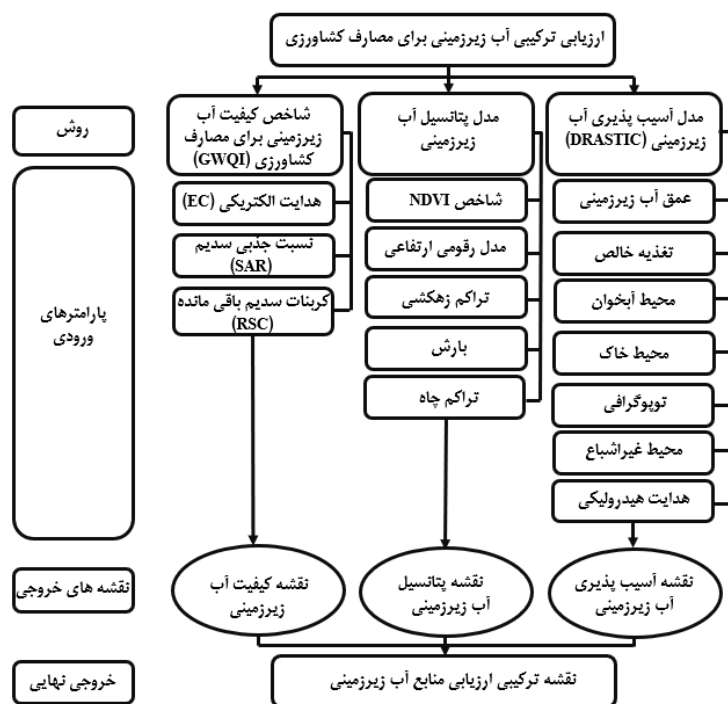 ارزیابی ترکیبی آب زیرزمینی برای مصارف کشاورزی
روش
مدل آسیب پذیری آب
زیرزمینی (DRASTIC)
مدل پتانسیل آب
زیرزمینی
شاخص کیفیت آب
زیرزمینی برای مصارف
کشاورزی (GWQI)
پارامترهای
ورودی
عمق آب زیرزمینی
تغذیه خالص
محیط آبخوان
محیط خاک
توپوگرافی
محیط غیراشباع
هدایت هیدرولیکی
شاخص NDVI
مدل رقومی ارتفاعی
تراکم زهکشی
بارش
تراکم چاه
هدایت الکتریکی (EC)
نسبت جذبی سدیم
(SAR)
کربنات سدیم باقی مانده
(RSC)
نقشه های خروجی
نقشه آسیب پذیری
آب زیرزمینی
نقشه پتانسیل
آب زیرزمینی
نقشه کیفیت آب
زیرزمینی
خروجی نهایی
نقشه ترکیبی ارزیابی منابع آب زیرزمینی